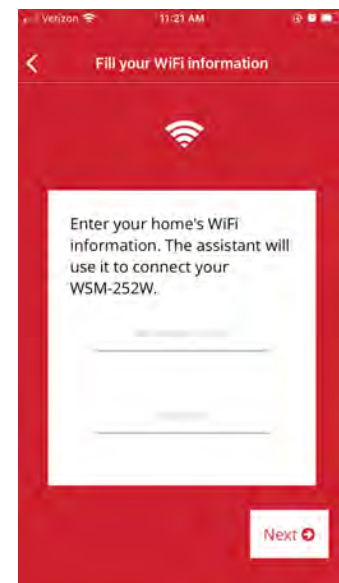 Verizon 11:21 AM
Fill your WiFi information
Enter your home's WiFi
information. The assistant will
use it to connect your
WSM-252W.
Next